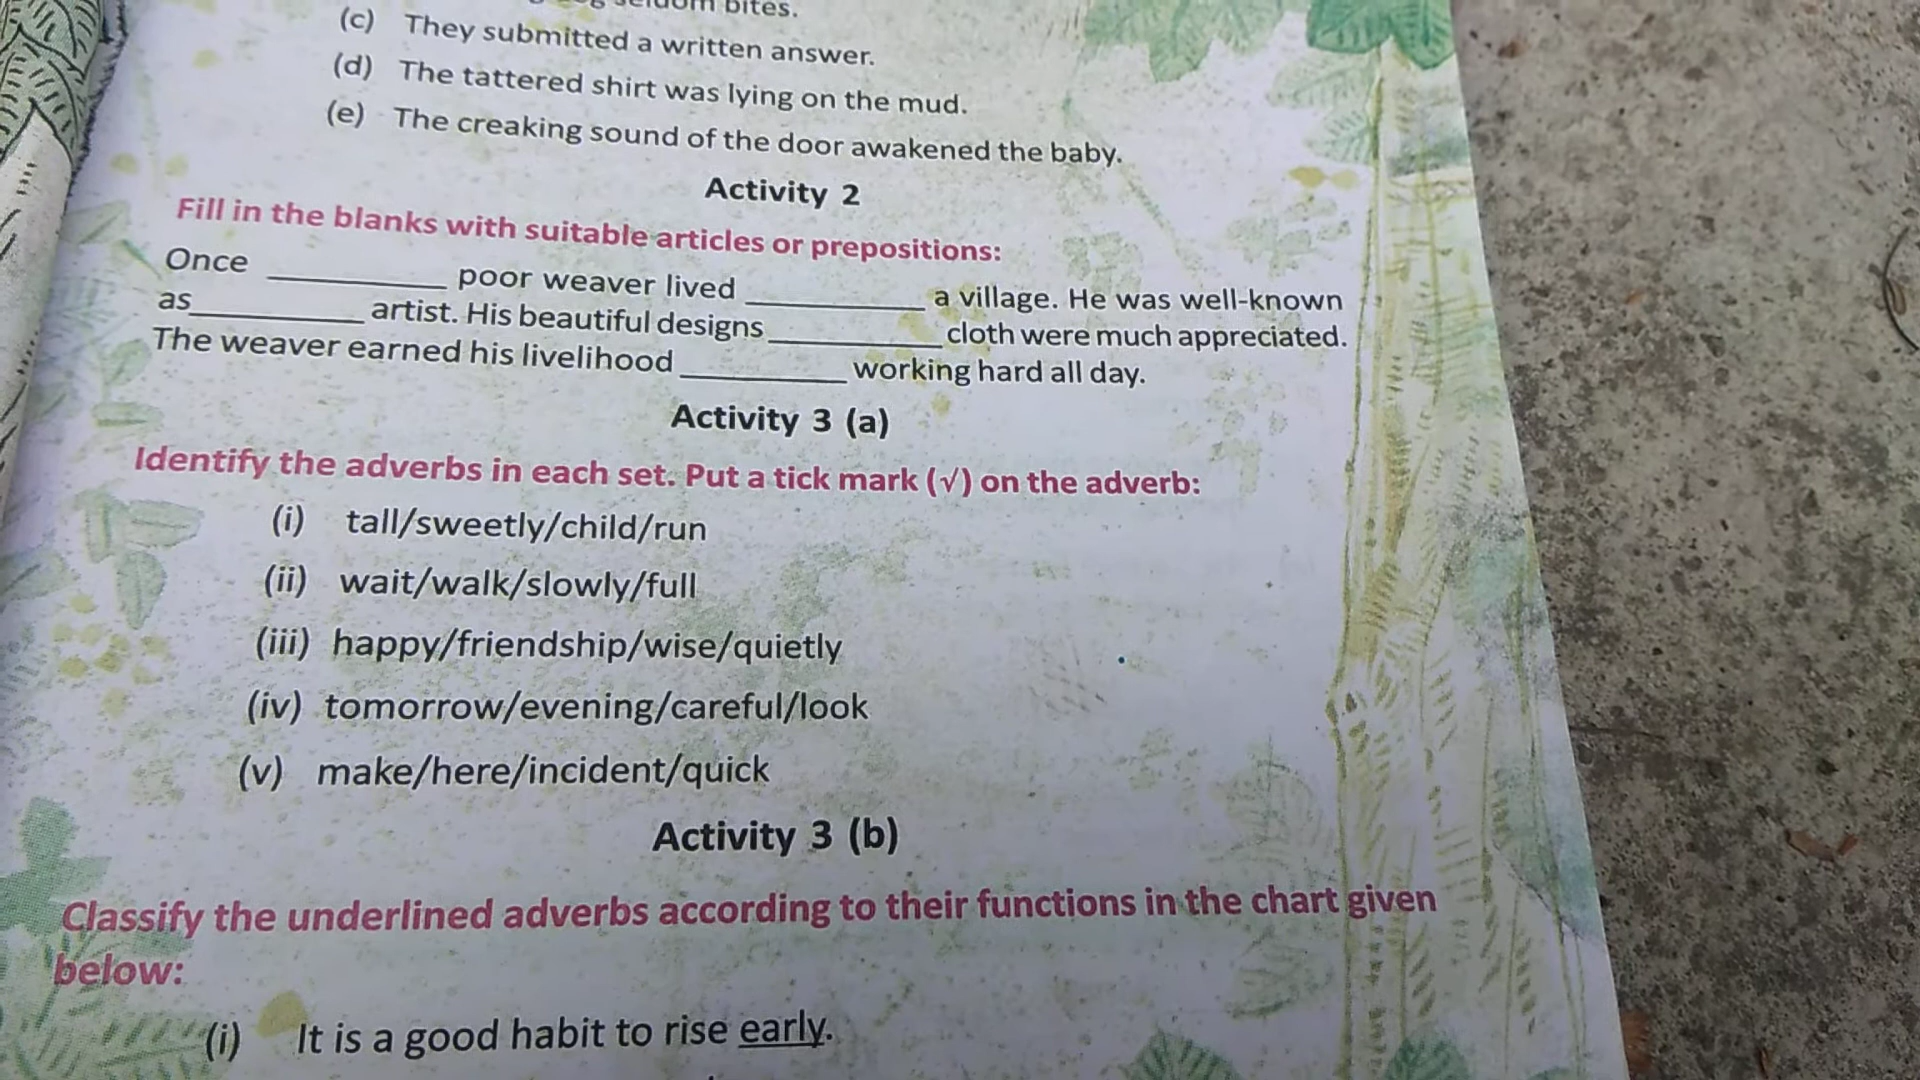 seldom bites.
(c) They submitted a written answer.
(d) The tattered shirt was lying on the mud.
(e) The creaking sound of the door awakened the baby.
Activity 2
Fill in the blanks with suitable articles or prepositions:
Once __________ poor weaver lived __________ a village. He was well-known
as__________ artist. His beautiful designs __________ cloth were much appreciated.
The weaver earned his livelihood __________ working hard all day.
Activity 3 (a)
Identify the adverbs in each set. Put a tick mark (√) on the adverb:
(i) tall/sweetly/child/run
(ii) wait/walk/slowly/full
(iii) happy/friendship/wise/quietly
(iv) tomorrow/evening/careful/look
(v) make/here/incident/quick
Activity 3 (b)
Classify the underlined adverbs according to their functions in the chart given
below:
(i) It is a good habit to rise early.